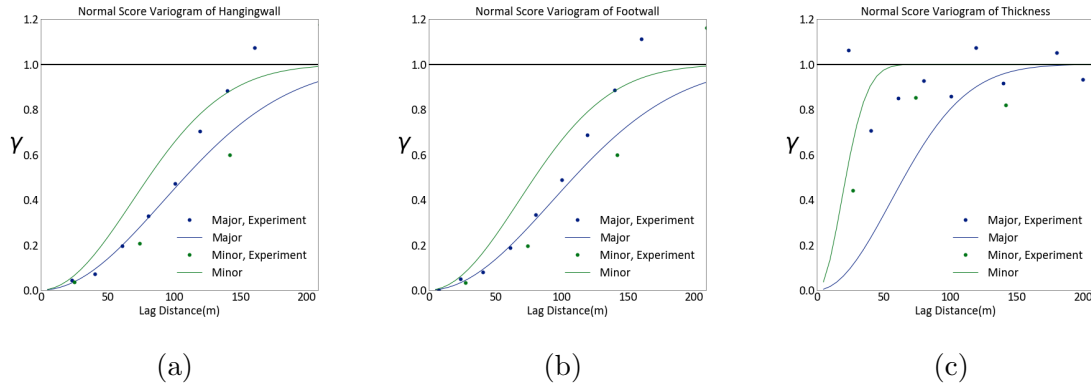 Normal Score Variogram of Hangingwall
1.2
1.0
0.8
γ
0.6
0.4
0.2
0.0
0 50 100 150 200
Lag Distance(m)
Major, Experiment
Major
Minor, Experiment
Minor
(a)
Normal Score Variogram of Footwall
1.2
1.0
0.8
γ
0.6
0.4
0.2
0.0
0 50 100 150 200
Lag Distance(m)
Major, Experiment
Major
Minor, Experiment
Minor
(b)
Normal Score Variogram of Thickness
1.2
1.0
0.8
γ
0.6
0.4
0.2
0.0
0 50 100 150 200
Lag Distance(m)
Major, Experiment
Major
Minor, Experiment
Minor
(c)